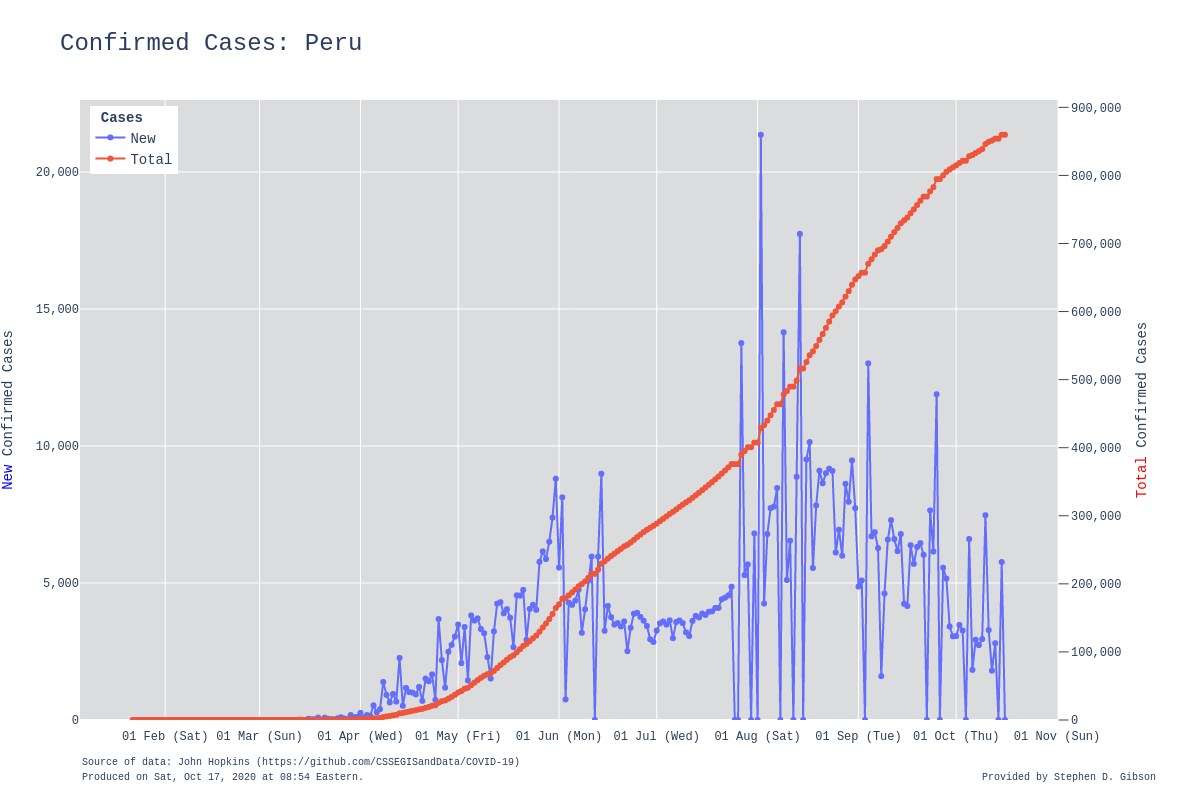 Confirmed Cases: Peru
Cases
New
Total
20,000
15,000
10,000
5,000
0
New Confirmed Cases
900,000
800,000
700,000
600,000
500,000
400,000
300,000
200,000
100,000
0
Total Confirmed Cases
01 Feb (Sat) 01 Mar (Sun) 01 Apr (Wed) 01 May (Fri) 01 Jun (Mon) 01 Jul (Wed) 01 Aug (Sat) 01 Sep (Tue) 01 Oct (Thu) 01 Nov (Sun)
Source of data: John Hopkins (https://github.com/CSSEGISandData/COVID-19)
Produced on Sat, Oct 17, 2020 at 08:54 Eastern.
Provided by Stephen D. Gibson